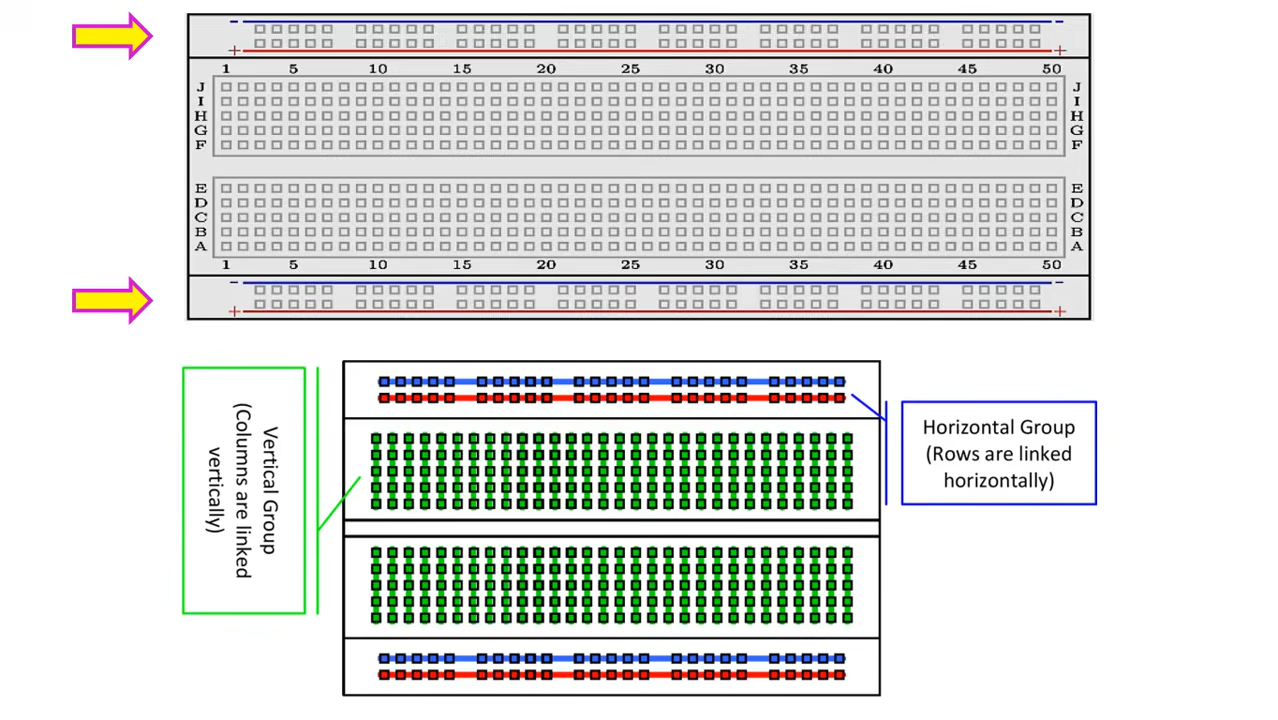 - -
+ +
1 5 10 15 20 25 30 35 40 45 50
J J
I I
H H
G G
F F
E E
D D
C C
B B
A A
1 5 10 15 20 25 30 35 40 45 50
- -
+ +
Vertical Group
(Columns are linked
vertically)
Horizontal Group
(Rows are linked
horizontally)